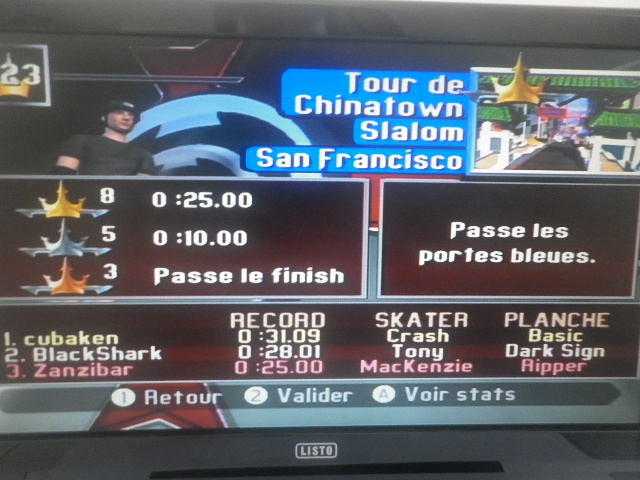 23
Tour de
Chinatown
Slalom
San Francisco
8 0 :25.00
5 0 :10.00
3 Passe le finish
Passe les
portes bleues.
RECORD SKATER PLANCHE
1. cubaken 0 :31.09 Crash Basic
2. BlackShark 0 :28.01 Tony Dark Sign
3. Zanzibar 0 :25.00 MacKenzie Ripper
1 Retour 2 Valider A Voir stats
LISTO